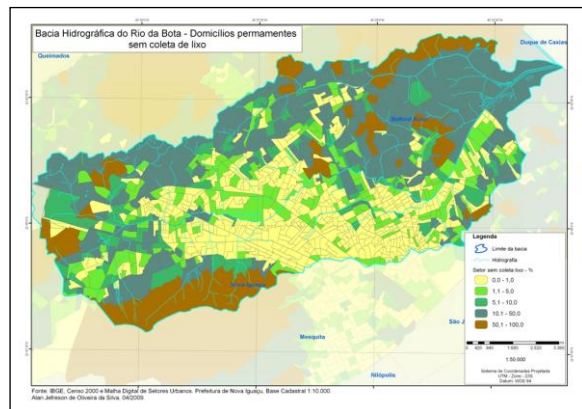 Bacia Hidrográfica do Rio da Bota - Domicílios permamentes
sem coleta de lixo
Queimados
Duque de Caxias
Belford Roxo
Nova Iguaçu
Mesquita
São J
Nilópolis
Legenda
Limite da bacia
Hidrografia
Setor sem coleta lixo - %
0,0 - 1,0
1,1 - 5,0
5,1 - 10,0
10,1 - 50,0
50,1 - 100,0
1:50.000
Sistema de Coordenadas Projetada
UTM - Zona - 23S
Datum: WGS 84
Fonte: IBGE, Censo 2000 e Malha Digital de Setores Urbanos. Prefeitura de Nova Iguaçu, Base Cadastral 1:10.000.
Alan Jefrsson de Oliveira da Silva, 04/2009